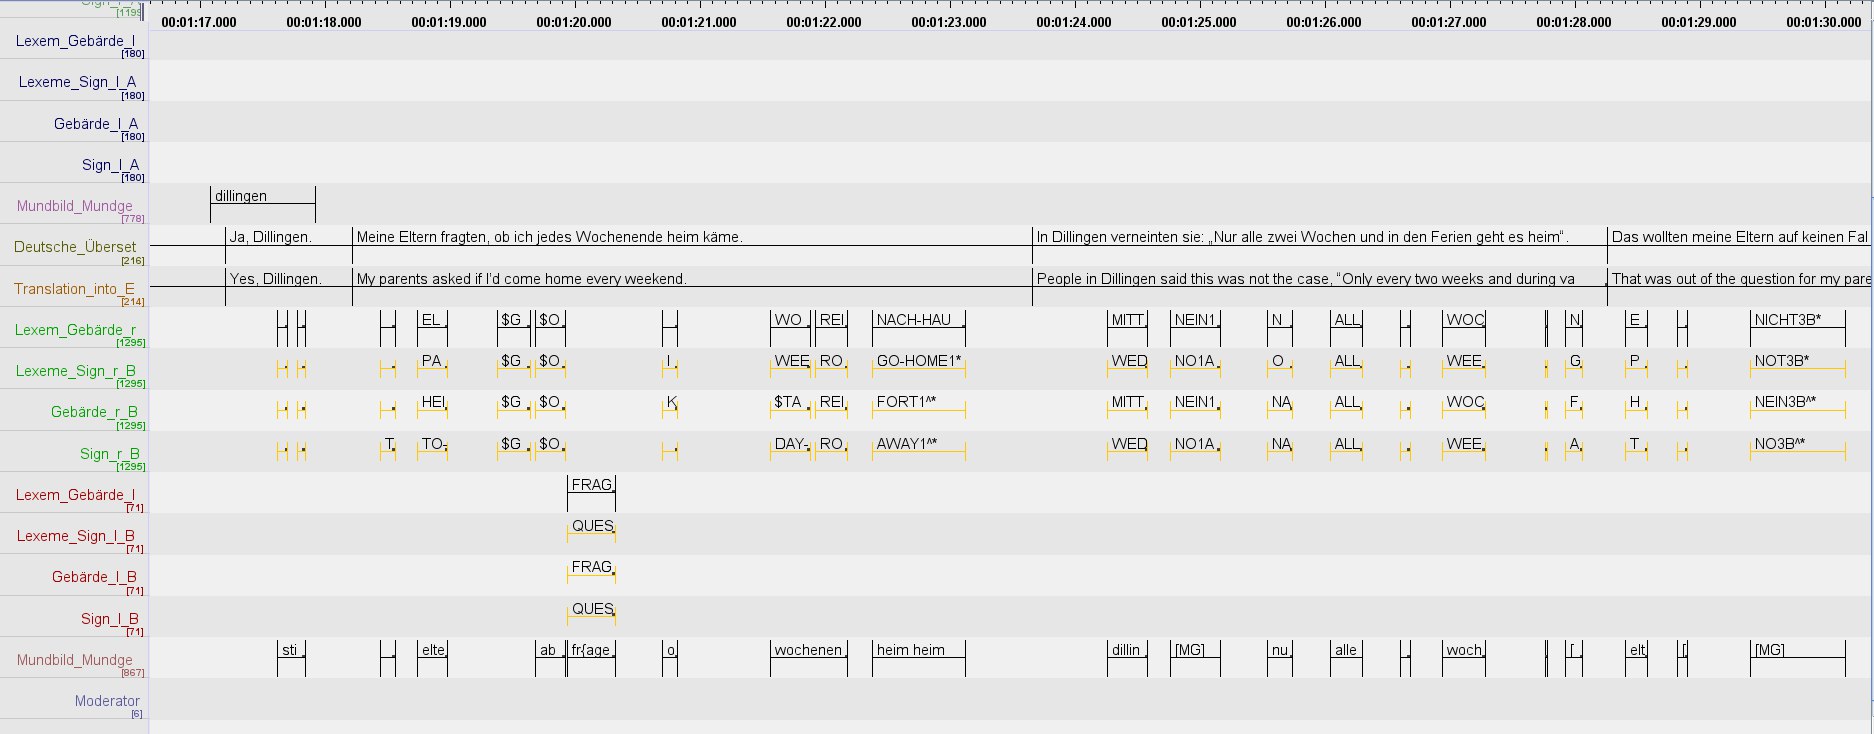 [1199
00:01:17.000 00:01:18.000 00:01:19.000 00:01:20.000 00:01:21.000 00:01:22.000 00:01:23.000 00:01:24.000 00:01:25.000 00:01:26.000 00:01:27.000 00:01:28.000 00:01:29.000 00:01:30.000
Lexem_Gebärde_l
[180]
Lexeme_Sign_l_A
[180]
Gebärde_l_A
[180]
Sign_l_A
[180]
Mundbild_Mundge dillingen
[778]
Deutsche_Überset Ja, Dillingen. Meine Eltern fragten, ob ich jedes Wochenende heim käme. In Dillingen verneinten sie: „Nur alle zwei Wochen und in den Ferien geht es heim“. Das wollten meine Eltern auf keinen Fal
[216]
Translation_into_E Yes, Dillingen. My parents asked if I’d come home every weekend. People in Dillingen said this was not the case, “Only every two weeks and during va That was out of the question for my pare
[214]
Lexem_Gebärde_r EL $G $O WO REI NACH-HAU MITT NEIN1 N ALL WOC N E NICHT3B*
[1295]
Lexeme_Sign_r_B PA $G $O I WEE RO GO-HOME1* WED NO1A O ALL WEE G P NOT3B*
[1295]
Gebärde_r_B HEI $G $O K $TA REI FORT1^* MITT NEIN1 NA ALL WOC F H NEIN3B^*
[1295]
Sign_r_B T TO- $G $O DAY- RO AWAY1^* WED NO1A NA ALL WEE A T NO3B^*
[1295]
Lexem_Gebärde_l FRAG
[71]
Lexeme_Sign_l_B QUES
[71]
Gebärde_l_B FRAG
[71]
Sign_l_B QUES
[71]
Mundbild_Mundge sti elte ab fr{age o wochenen heim heim dillin [MG] nu alle woch [ elt [ [MG]
[867]
Moderator
[6]